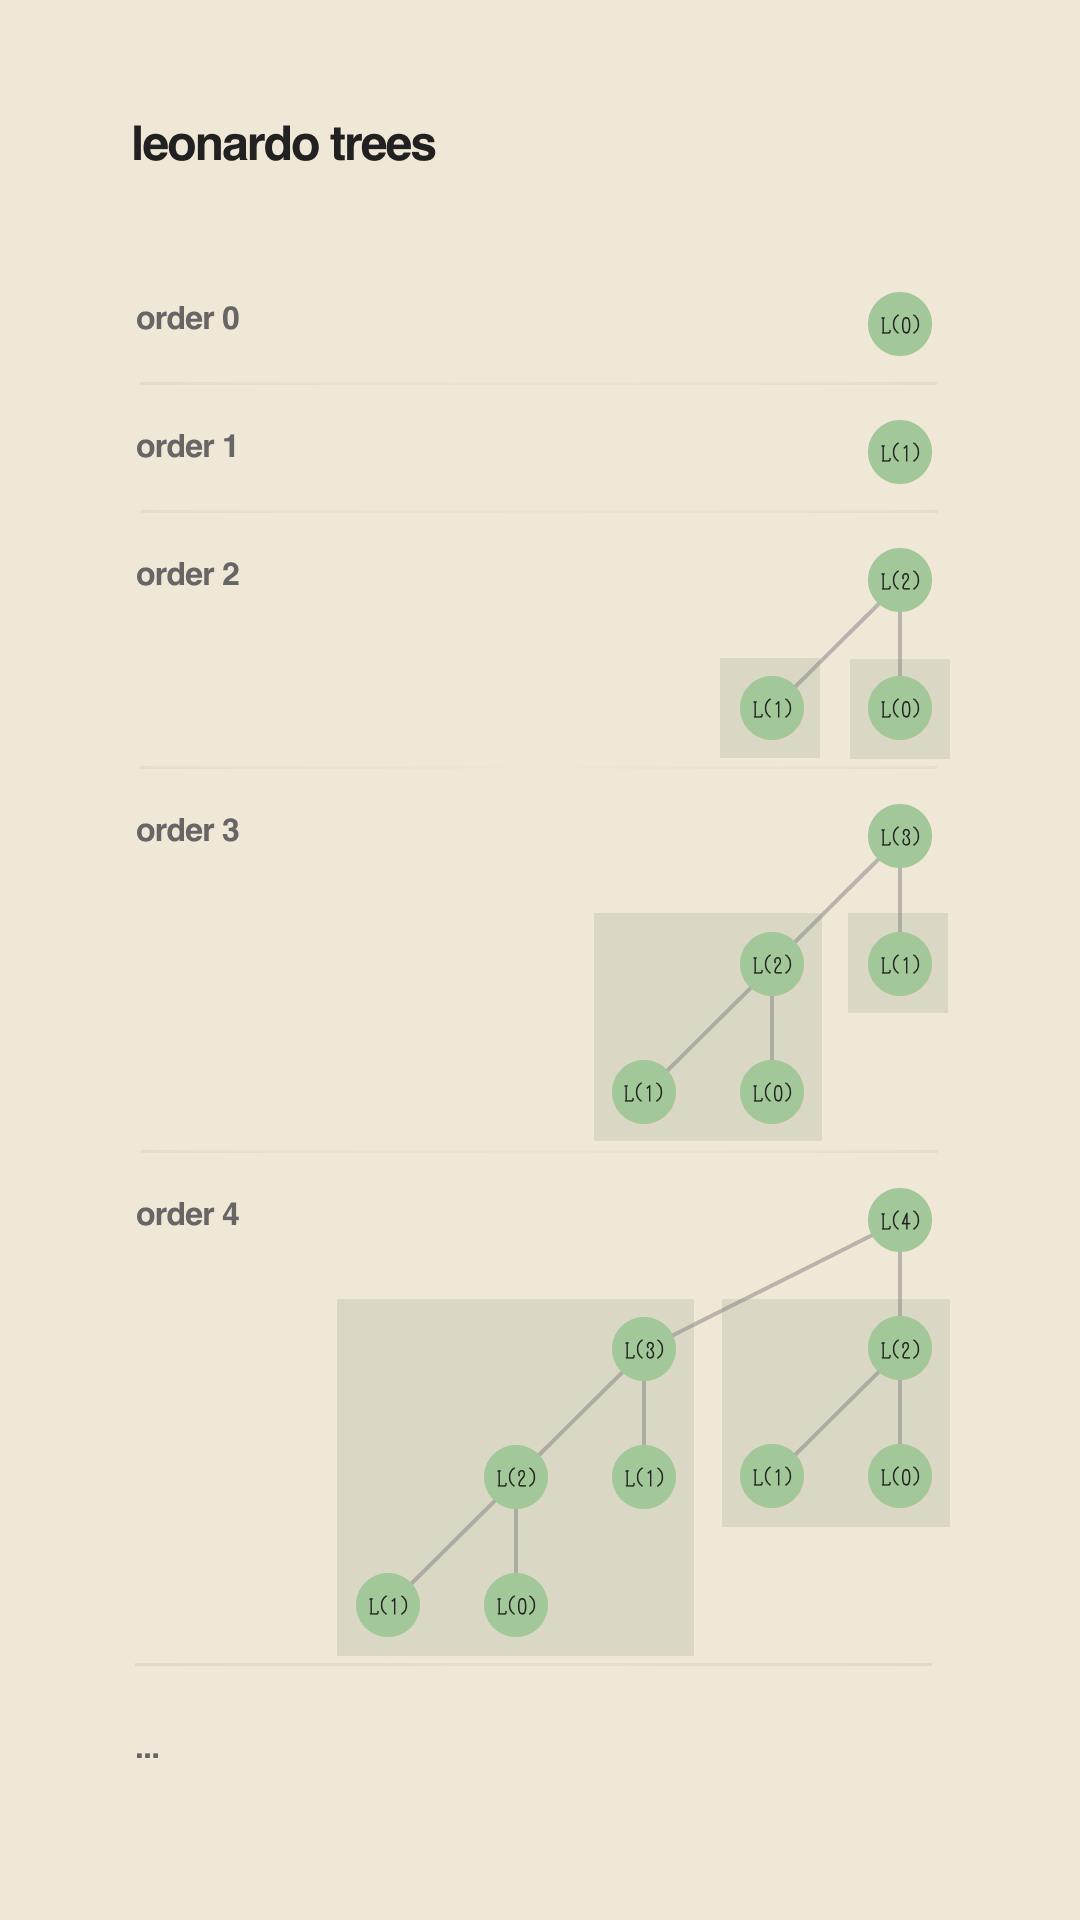 leonardo trees
order 0
L(0)
order 1
L(1)
order 2
L(2)
L(1) L(0)
order 3
L(3)
L(2) L(1)
L(1) L(0)
order 4
L(4)
L(3) L(2)
L(2) L(1) L(1) L(0)
L(1) L(0)
...